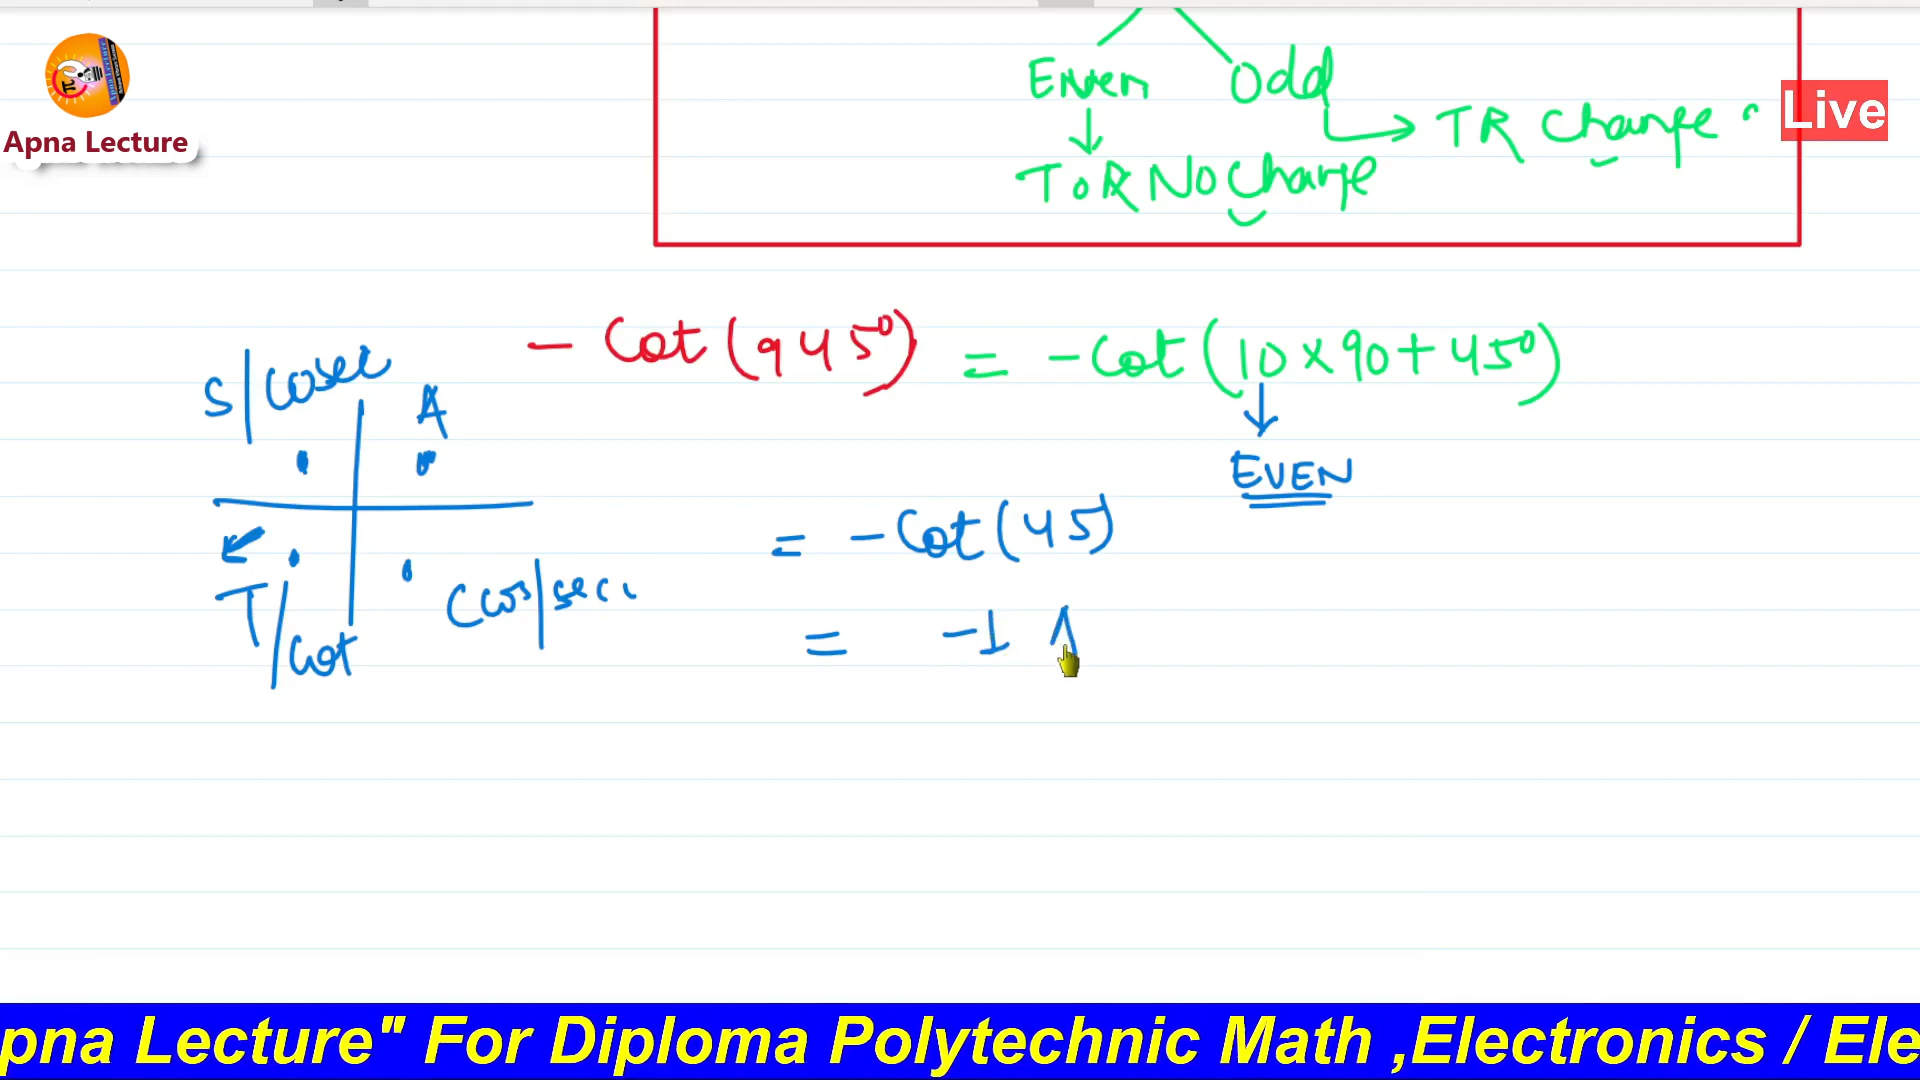 Even Odd
TR Change
T o R No Change
Live
Apna Lecture
- Cot (945°) = - Cot (10 x 90 + 45°)
EVEN
S/Cosec A
T/Cot Cos/sec
= - Cot (45)
= -1
pna Lecture" For Diploma Polytechnic Math ,Electronics / Ele